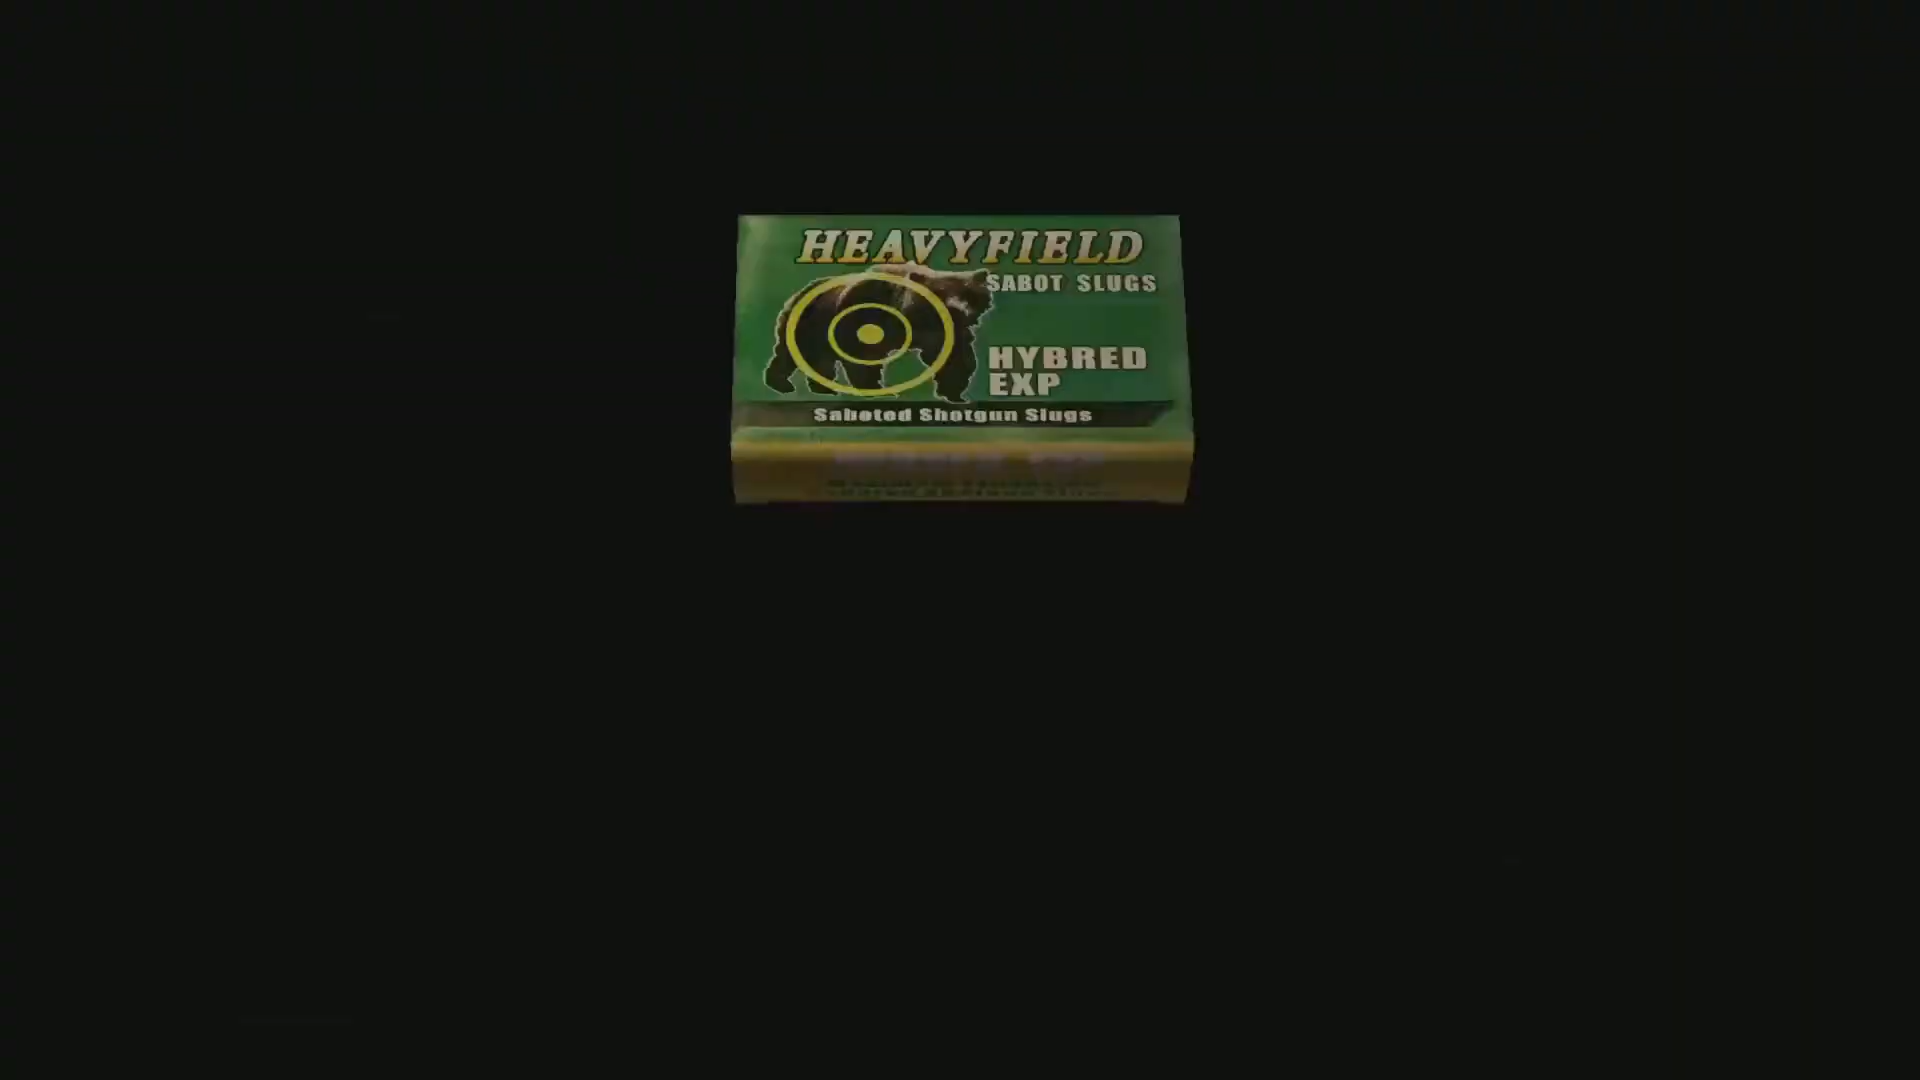 HEAVYFIELD
SABOT SLUGS
HYBRED
EXP
Saboted Shotgun Slugs